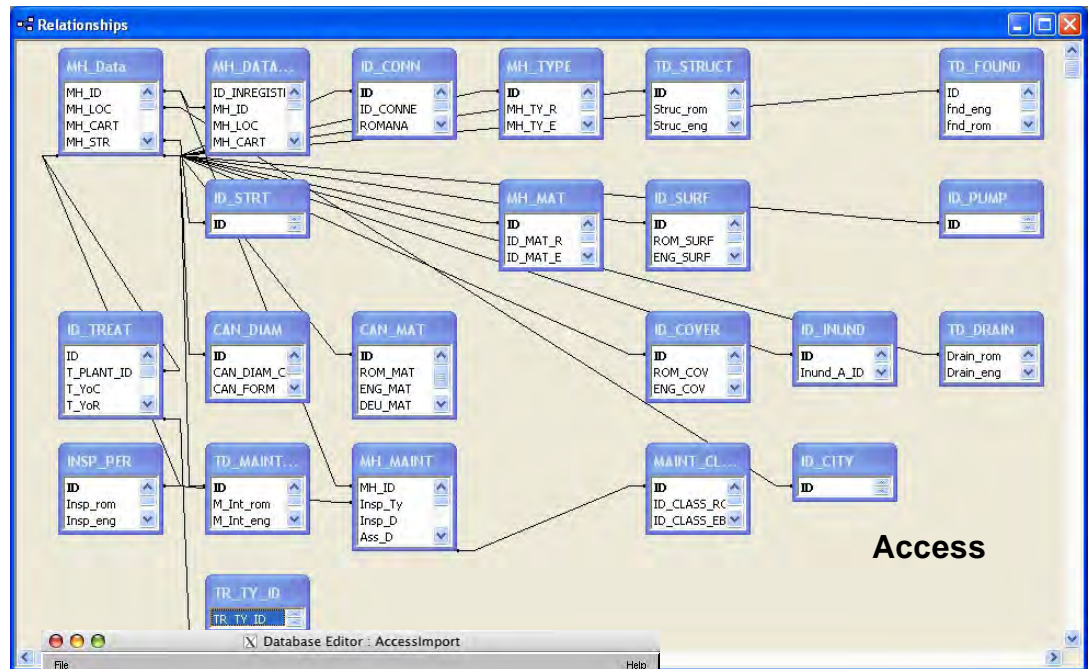 Relationships
MH_Data
MH_ID
MH_LOC
MH_CART
MH_STR
MH_DATA...
ID_INREGISTI
MH_ID
MH_LOC
MH_CART
ID_CONN
ID
ID_CONNE
ROMANA
MH_TYPE
ID
MH_TY_R
MH_TY_E
TD_STRUCT
ID
Struc_rom
Struc_eng
TD_FOUND
ID
fnd_eng
fnd_rom
ID_STRT
ID
MH_MAT
ID
ID_MAT_R
ID_MAT_E
ID_SURF
ID
ROM_SURF
ENG_SURF
ID_PUMP
ID
ID_TREAT
ID
T_PLANT_ID
T_YoC
T_YoR
CAN_DIAM
ID
CAN_DIAM_C
CAN_FORM
CAN_MAT
ID
ROM_MAT
ENG_MAT
DEU_MAT
ID_COVER
ID
ROM_COV
ENG_COV
ID_INUND
ID
Inund_A_ID
TD_DRAIN
Drain_rom
Drain_eng
INSP_PER
ID
Insp_rom
Insp_eng
TD_MAINT...
ID
M_Int_rom
M_Int_eng
MH_MAINT
MH_ID
Insp_Ty
Insp_D
Ass_D
MAINT_CL...
ID
ID_CLASS_RC
ID_CLASS_EB
ID_CITY
ID
Access
TR_TY_ID
TR_TY_ID
Database Editor : AccessImport
File Help